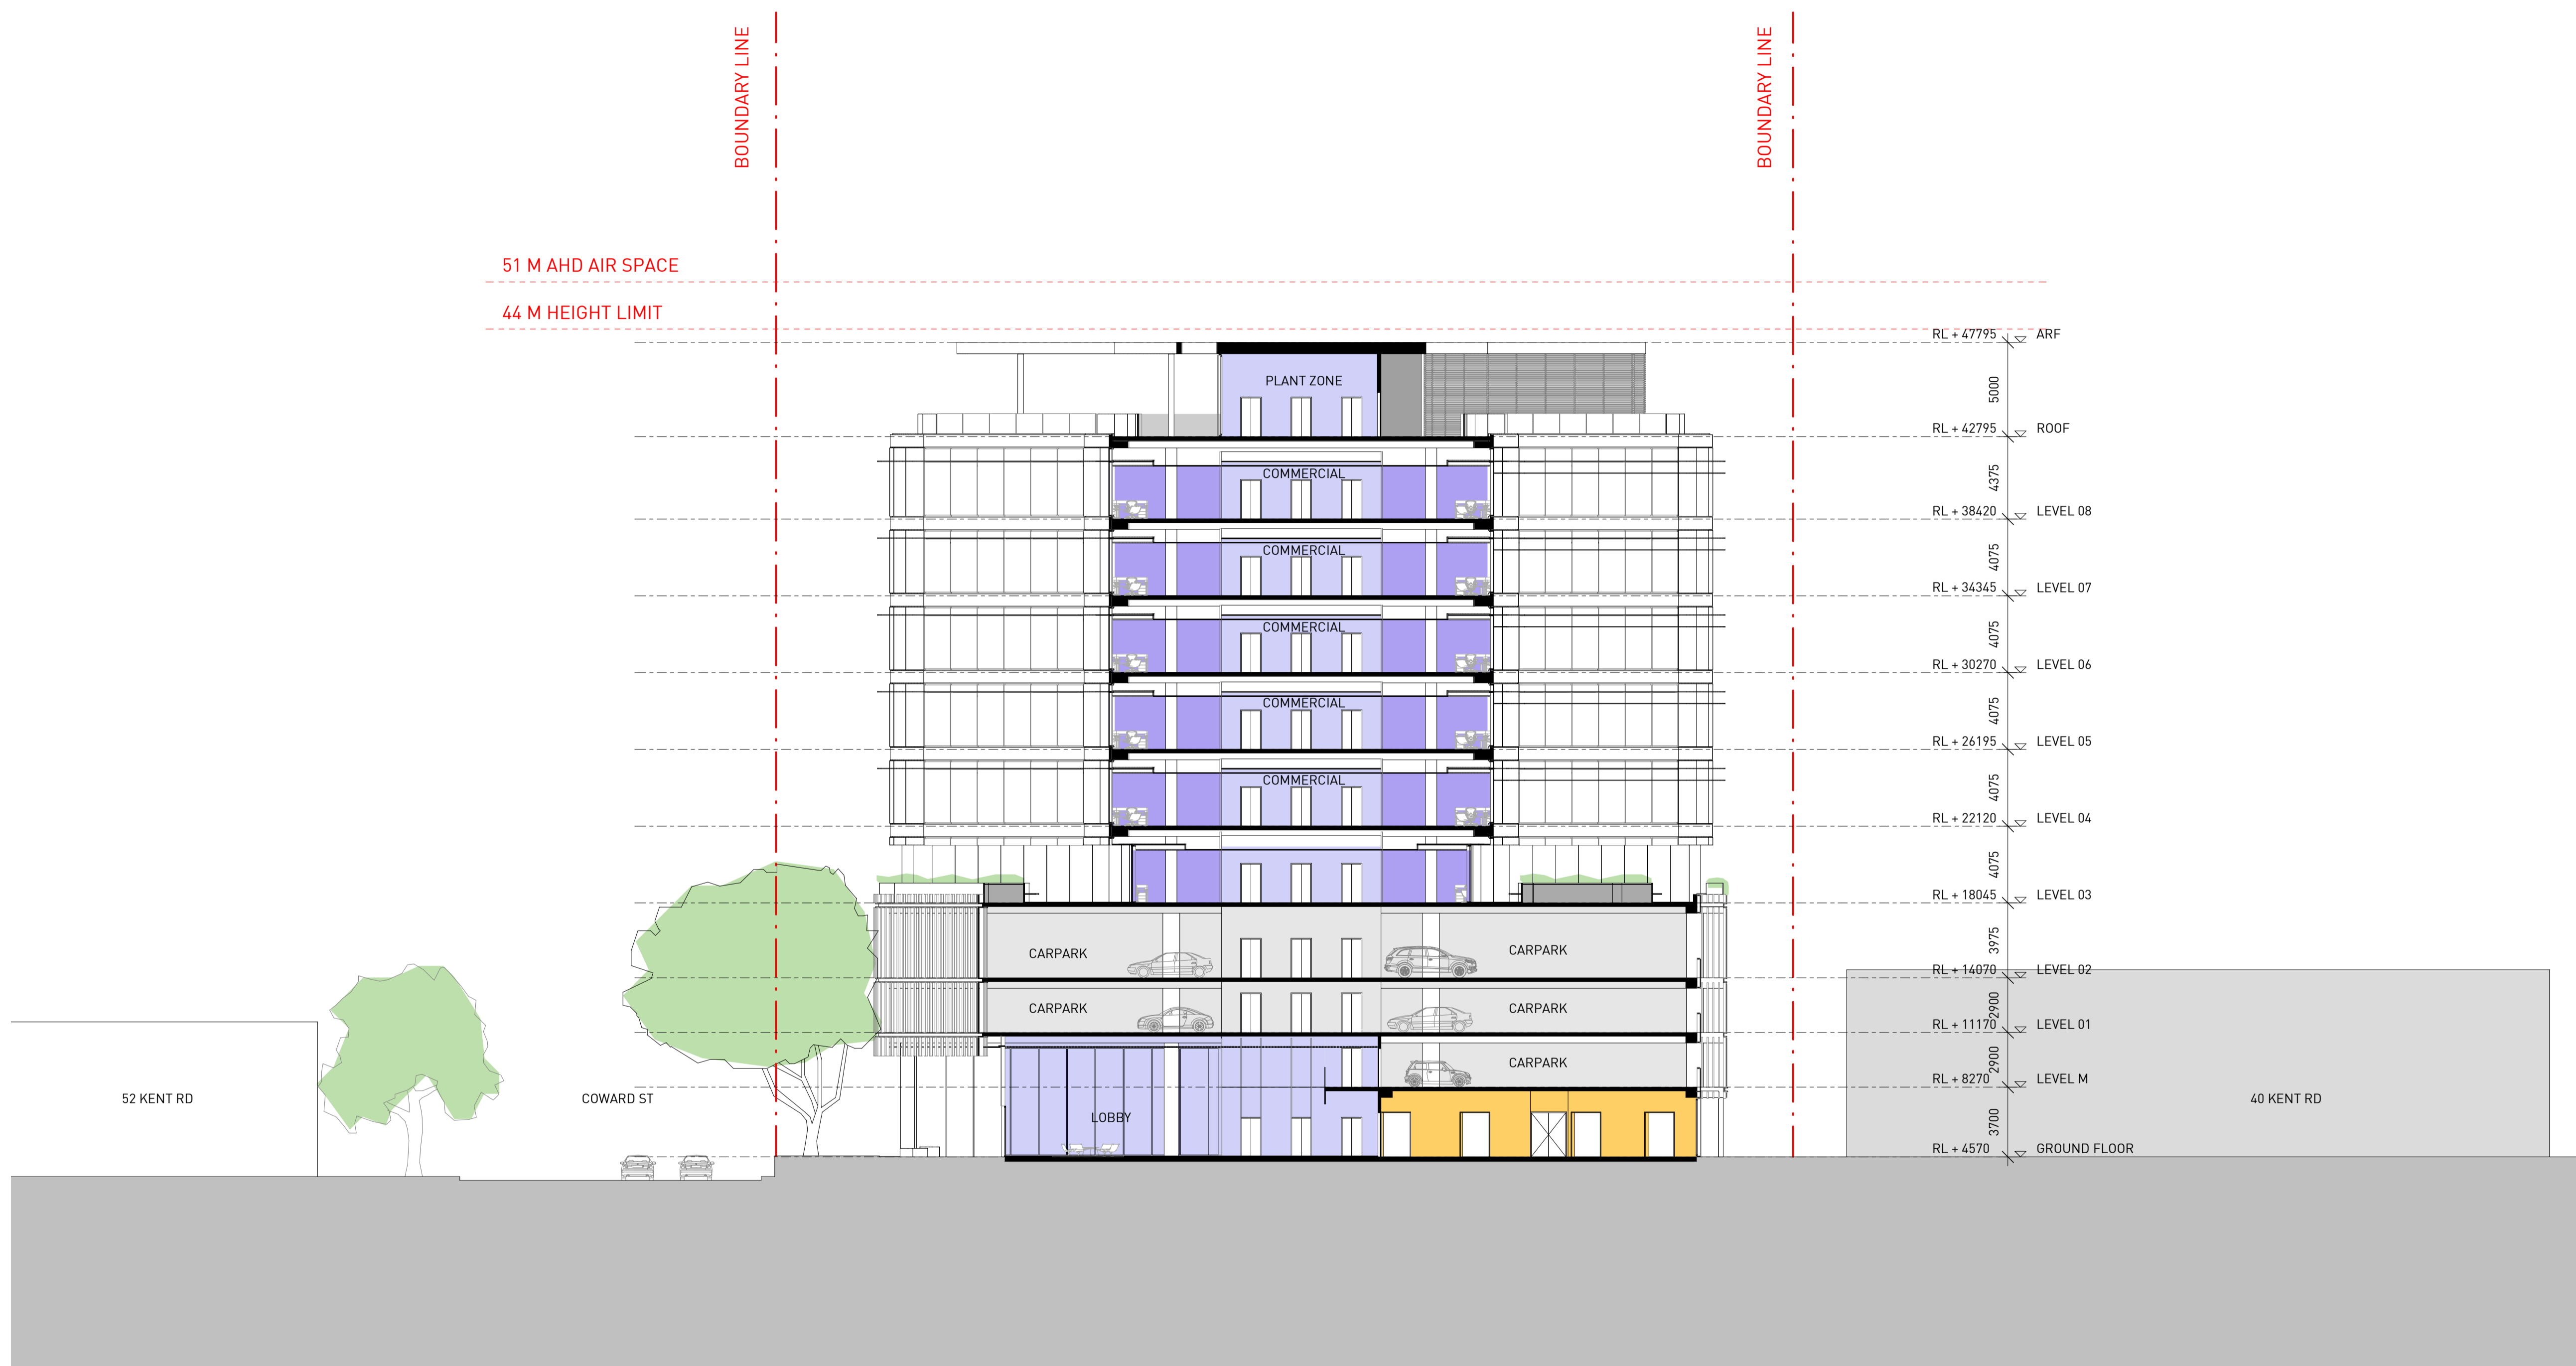 BOUNDARY LINE
BOUNDARY LINE
51 M AHD AIR SPACE
44 M HEIGHT LIMIT
RL + 47795 ARF
PLANT ZONE
5000
RL + 42795 ROOF
COMMERCIAL
4375
RL + 38420 LEVEL 08
COMMERCIAL
4075
RL + 34345 LEVEL 07
COMMERCIAL
4075
RL + 30270 LEVEL 06
COMMERCIAL
4075
RL + 26195 LEVEL 05
COMMERCIAL
4075
RL + 22120 LEVEL 04
4075
RL + 18045 LEVEL 03
CARPARK CARPARK
3975
RL + 14070 LEVEL 02
CARPARK CARPARK
2900
RL + 11170 LEVEL 01
CARPARK
2900
RL + 8270 LEVEL M
52 KENT RD COWARD ST 40 KENT RD
LOBBY
3700
RL + 4570 GROUND FLOOR